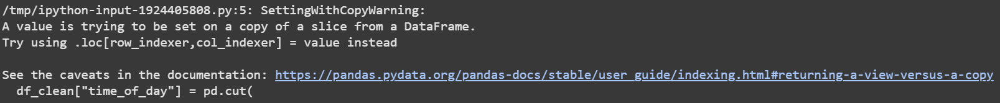 /tmp/ipython-input-1924405808.py:5: SettingWithCopyWarning:
A value is trying to be set on a copy of a slice from a DataFrame.
Try using .loc[row_indexer,col_indexer] = value instead

See the caveats in the documentation: https://pandas.pydata.org/pandas-docs/stable/user_guide/indexing.html#returning-a-view-versus-a-copy
  df_clean["time_of_day"] = pd.cut(